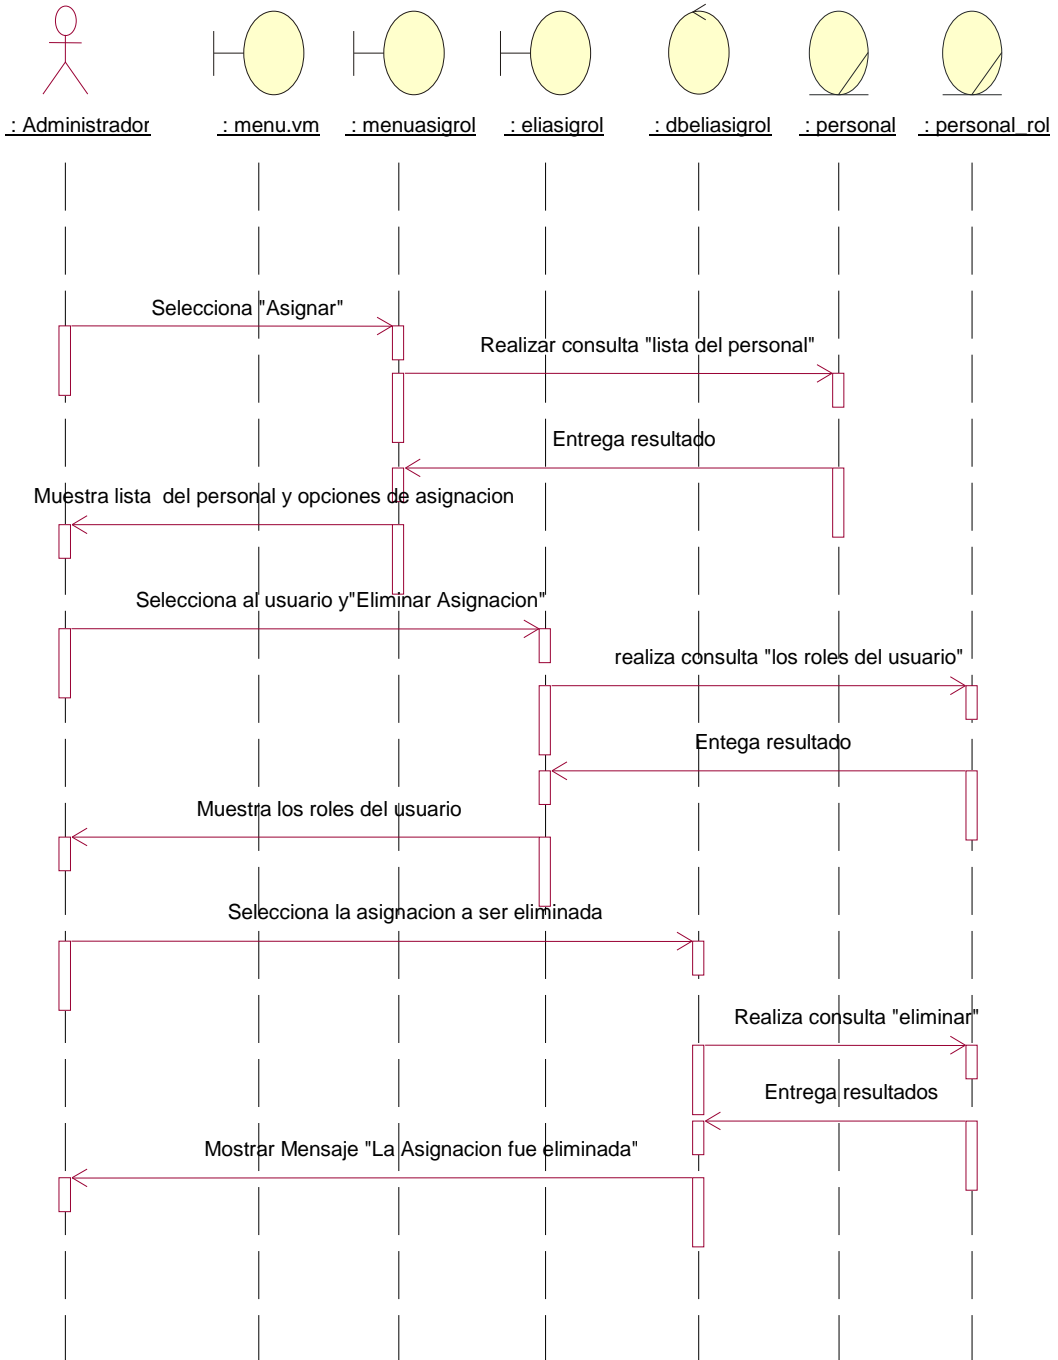 : Administrador
: menu.vm
: menuasigrol
: eliasigrol
: dbeliasigrol
: personal
: personal_rol
Selecciona "Asignar"
Realizar consulta "lista del personal"
Entrega resultado
Muestra lista  del personal y opciones de asignacion
Selecciona al usuario y"Eliminar Asignacion"
realiza consulta "los roles del usuario"
Entega resultado
Muestra los roles del usuario
Selecciona la asignacion a ser eliminada
Realiza consulta "eliminar"
Entrega resultados
Mostrar Mensaje "La Asignacion fue eliminada"